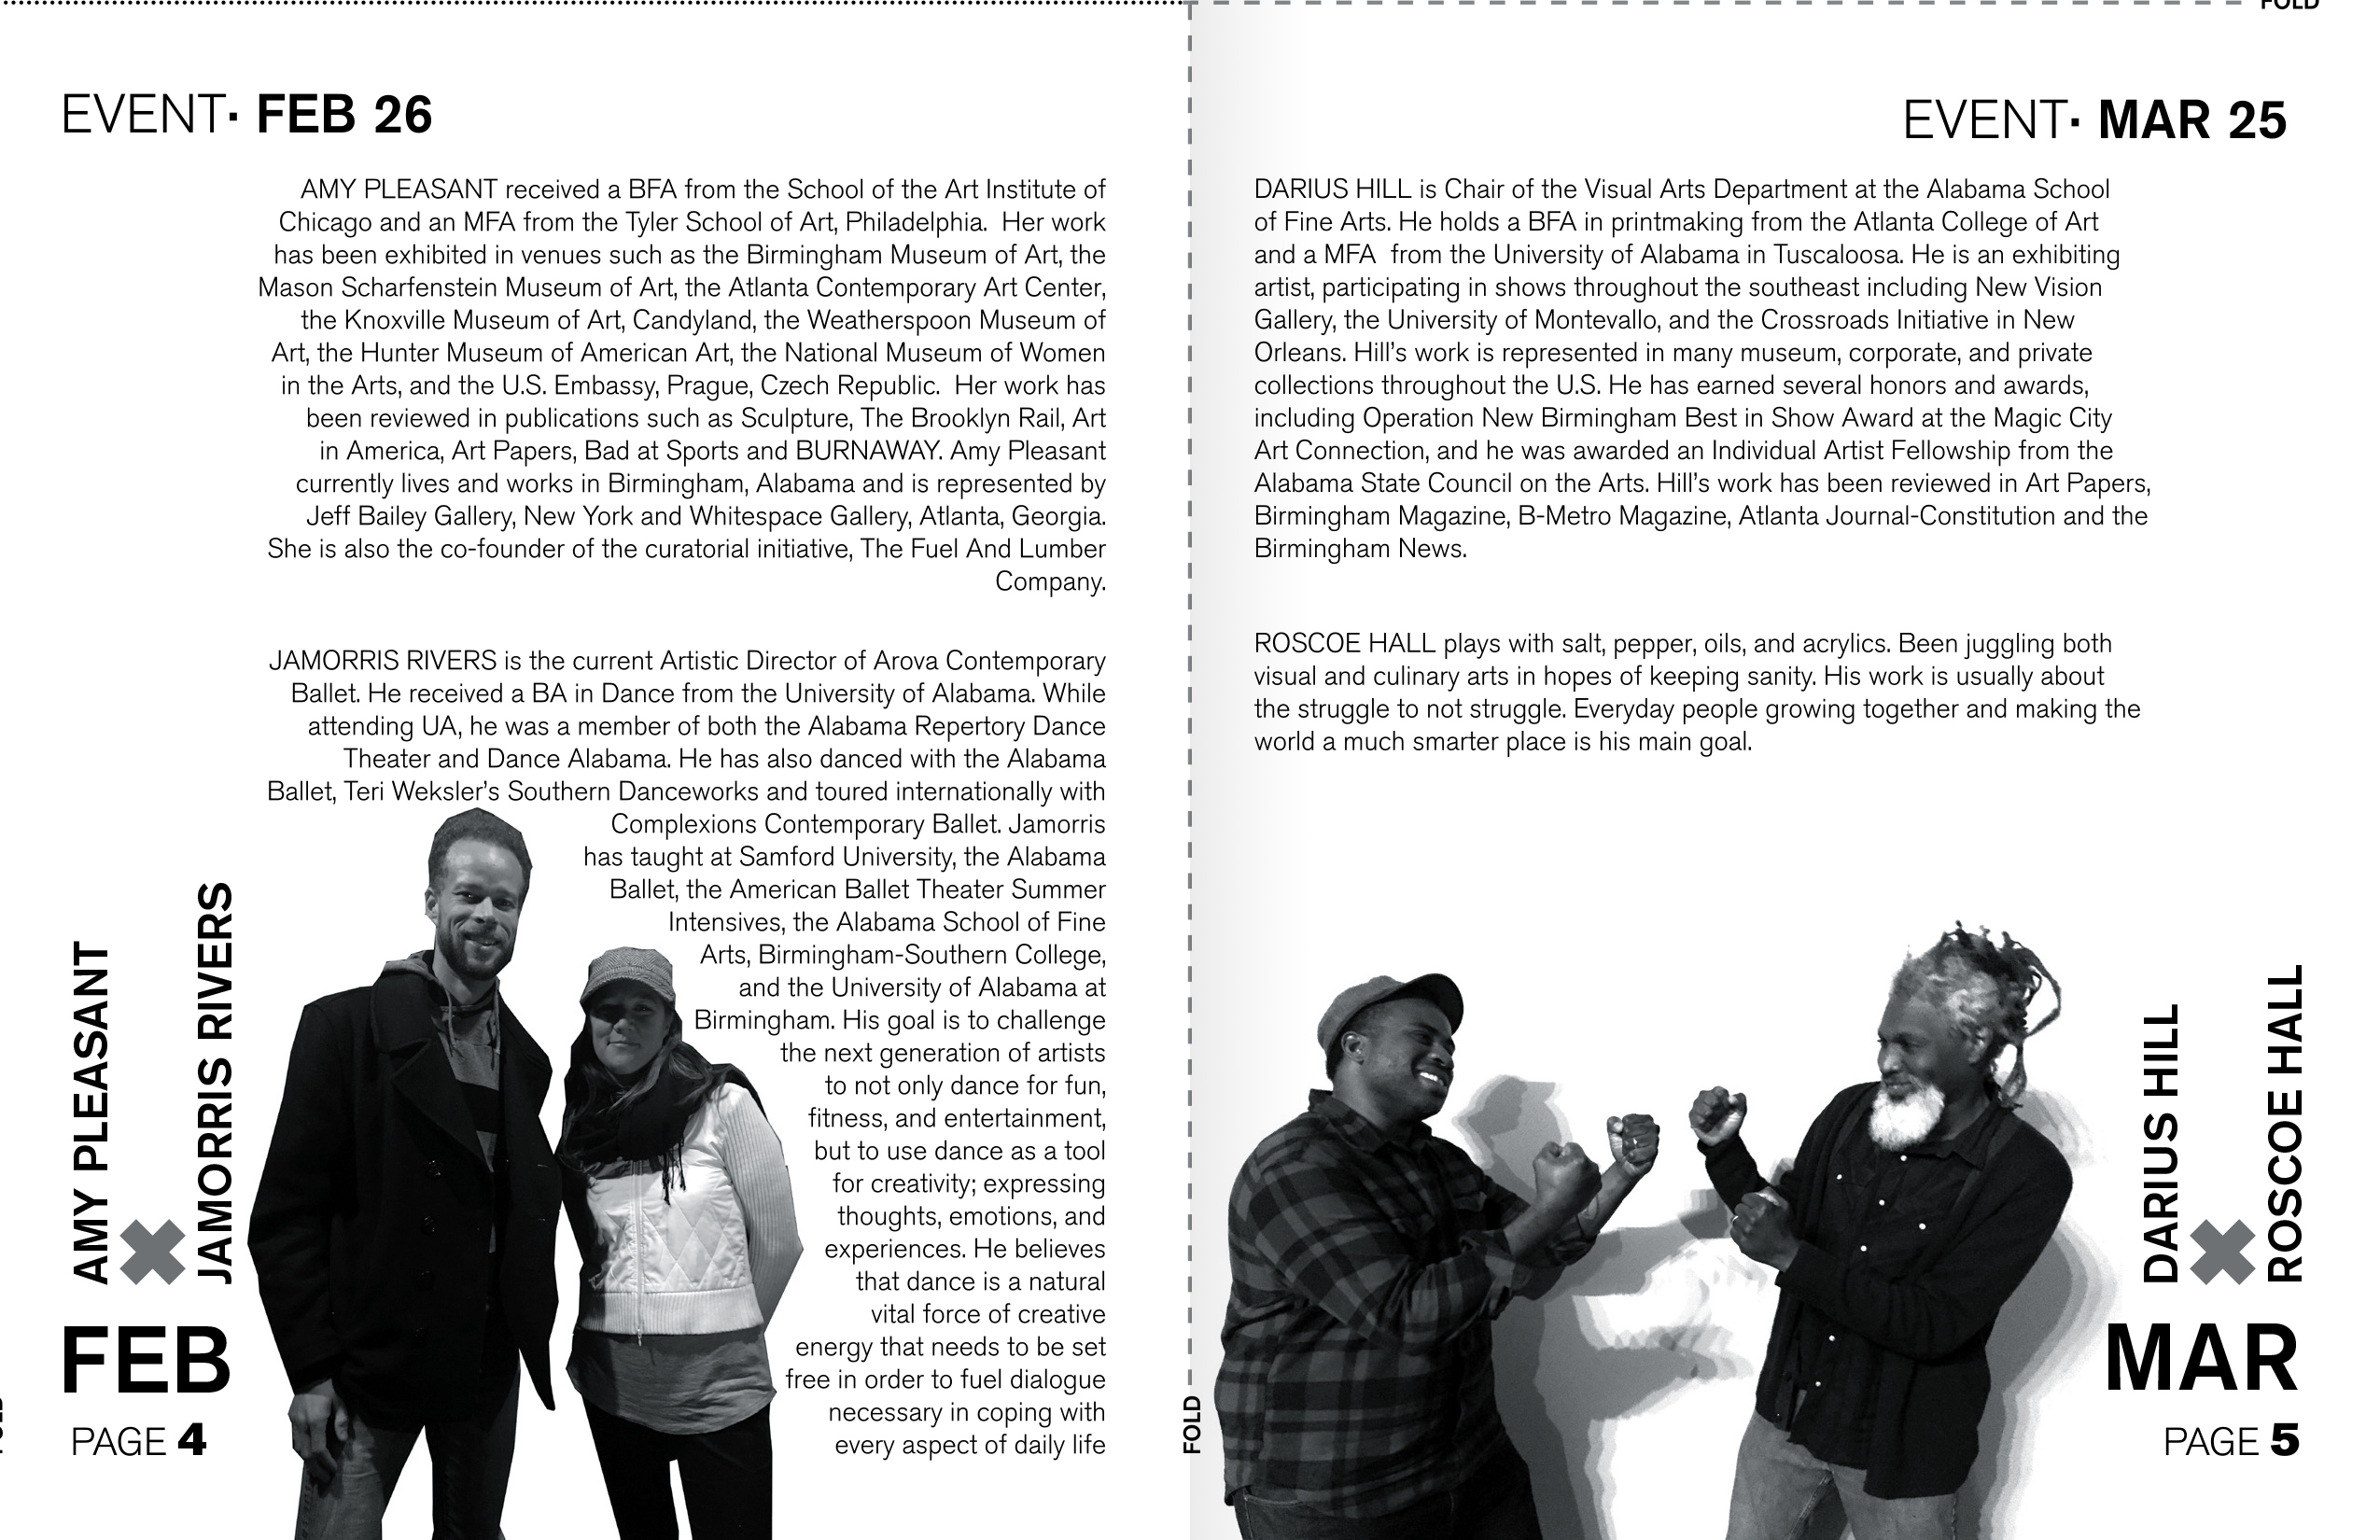 FOLD
EVENT· FEB 26
AMY PLEASANT received a BFA from the School of the Art Institute of
Chicago and an MFA from the Tyler School of Art, Philadelphia.  Her work
has been exhibited in venues such as the Birmingham Museum of Art, the
Mason Scharfenstein Museum of Art, the Atlanta Contemporary Art Center,
the Knoxville Museum of Art, Candyland, the Weatherspoon Museum of
Art, the Hunter Museum of American Art, the National Museum of Women
in the Arts, and the U.S. Embassy, Prague, Czech Republic.  Her work has
been reviewed in publications such as Sculpture, The Brooklyn Rail, Art
in America, Art Papers, Bad at Sports and BURNAWAY. Amy Pleasant
currently lives and works in Birmingham, Alabama and is represented by
Jeff Bailey Gallery, New York and Whitespace Gallery, Atlanta, Georgia.
She is also the co-founder of the curatorial initiative, The Fuel And Lumber
Company.
JAMORRIS RIVERS is the current Artistic Director of Arova Contemporary
Ballet. He received a BA in Dance from the University of Alabama. While
attending UA, he was a member of both the Alabama Repertory Dance
Theater and Dance Alabama. He has also danced with the Alabama
Ballet, Teri Weksler's Southern Danceworks and toured internationally with
Complexions Contemporary Ballet. Jamorris
has taught at Samford University, the Alabama
Ballet, the American Ballet Theater Summer
Intensives, the Alabama School of Fine
Arts, Birmingham-Southern College,
and the University of Alabama at
Birmingham. His goal is to challenge
the next generation of artists
to not only dance for fun,
fitness, and entertainment,
but to use dance as a tool
for creativity; expressing
thoughts, emotions, and
experiences. He believes
that dance is a natural
vital force of creative
energy that needs to be set
free in order to fuel dialogue
necessary in coping with
every aspect of daily life
AMY PLEASANT
JAMORRIS RIVERS
FEB
PAGE 4
FOLD
EVENT· MAR 25
DARIUS HILL is Chair of the Visual Arts Department at the Alabama School
of Fine Arts. He holds a BFA in printmaking from the Atlanta College of Art
and a MFA  from the University of Alabama in Tuscaloosa. He is an exhibiting
artist, participating in shows throughout the southeast including New Vision
Gallery, the University of Montevallo, and the Crossroads Initiative in New
Orleans. Hill's work is represented in many museum, corporate, and private
collections throughout the U.S. He has earned several honors and awards,
including Operation New Birmingham Best in Show Award at the Magic City
Art Connection, and he was awarded an Individual Artist Fellowship from the
Alabama State Council on the Arts. Hill's work has been reviewed in Art Papers,
Birmingham Magazine, B-Metro Magazine, Atlanta Journal-Constitution and the
Birmingham News.
ROSCOE HALL plays with salt, pepper, oils, and acrylics. Been juggling both
visual and culinary arts in hopes of keeping sanity. His work is usually about
the struggle to not struggle. Everyday people growing together and making the
world a much smarter place is his main goal.
DARIUS HILL
ROSCOE HALL
MAR
PAGE 5